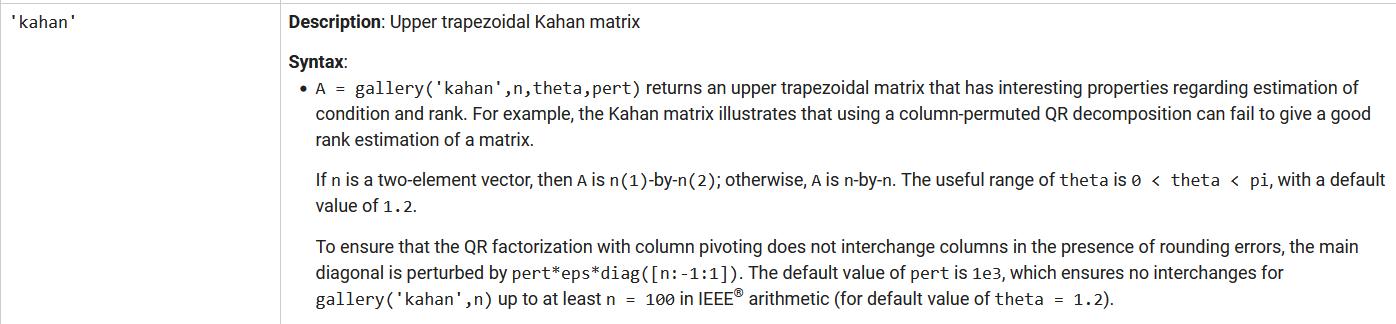 'kahan'
Description: Upper trapezoidal Kahan matrix
Syntax:
• A = gallery('kahan',n,theta,pert) returns an upper trapezoidal matrix that has interesting properties regarding estimation of
condition and rank. For example, the Kahan matrix illustrates that using a column-permuted QR decomposition can fail to give a good
rank estimation of a matrix.
If n is a two-element vector, then A is n(1)-by-n(2); otherwise, A is n-by-n. The useful range of theta is 0 < theta < pi, with a default
value of 1.2.
To ensure that the QR factorization with column pivoting does not interchange columns in the presence of rounding errors, the main
diagonal is perturbed by pert*eps*diag([n:-1:1]). The default value of pert is 1e3, which ensures no interchanges for
gallery('kahan',n) up to at least n = 100 in IEEE® arithmetic (for default value of theta = 1.2).